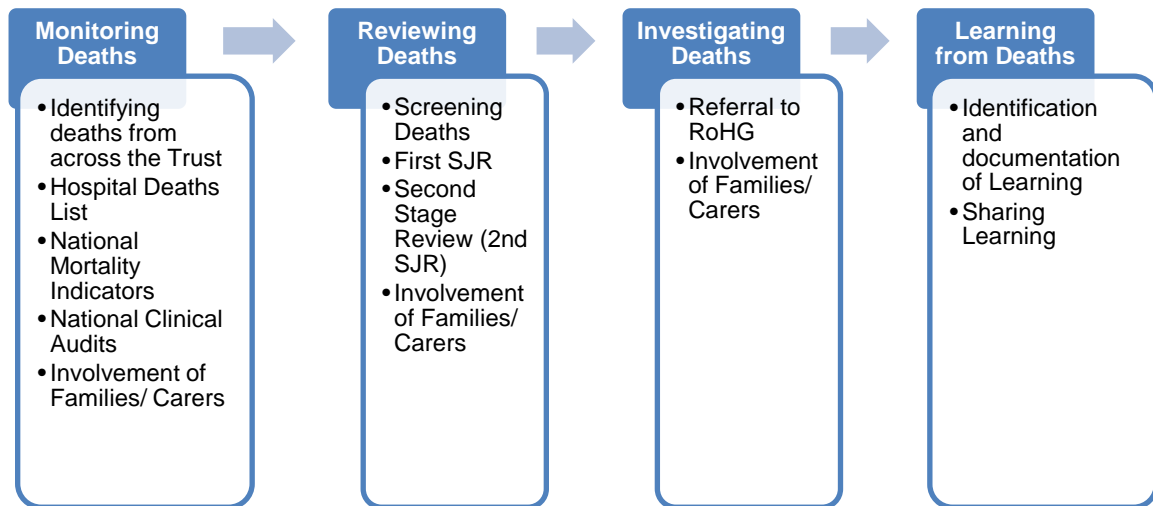 Monitoring
Deaths
• Identifying
deaths from
across the Trust
• Hospital Deaths
List
• National
Mortality
Indicators
• National Clinical
Audits
• Involvement of
Families/ Carers
Reviewing
Deaths
• Screening
Deaths
• First SJR
• Second
Stage
Review (2nd
SJR)
• Involvement
of Families/
Carers
Investigating
Deaths
• Referral to
RoHG
• Involvement
of Families/
Carers
Learning
from Deaths
• Identification
and
documentation
of Learning
• Sharing
Learning